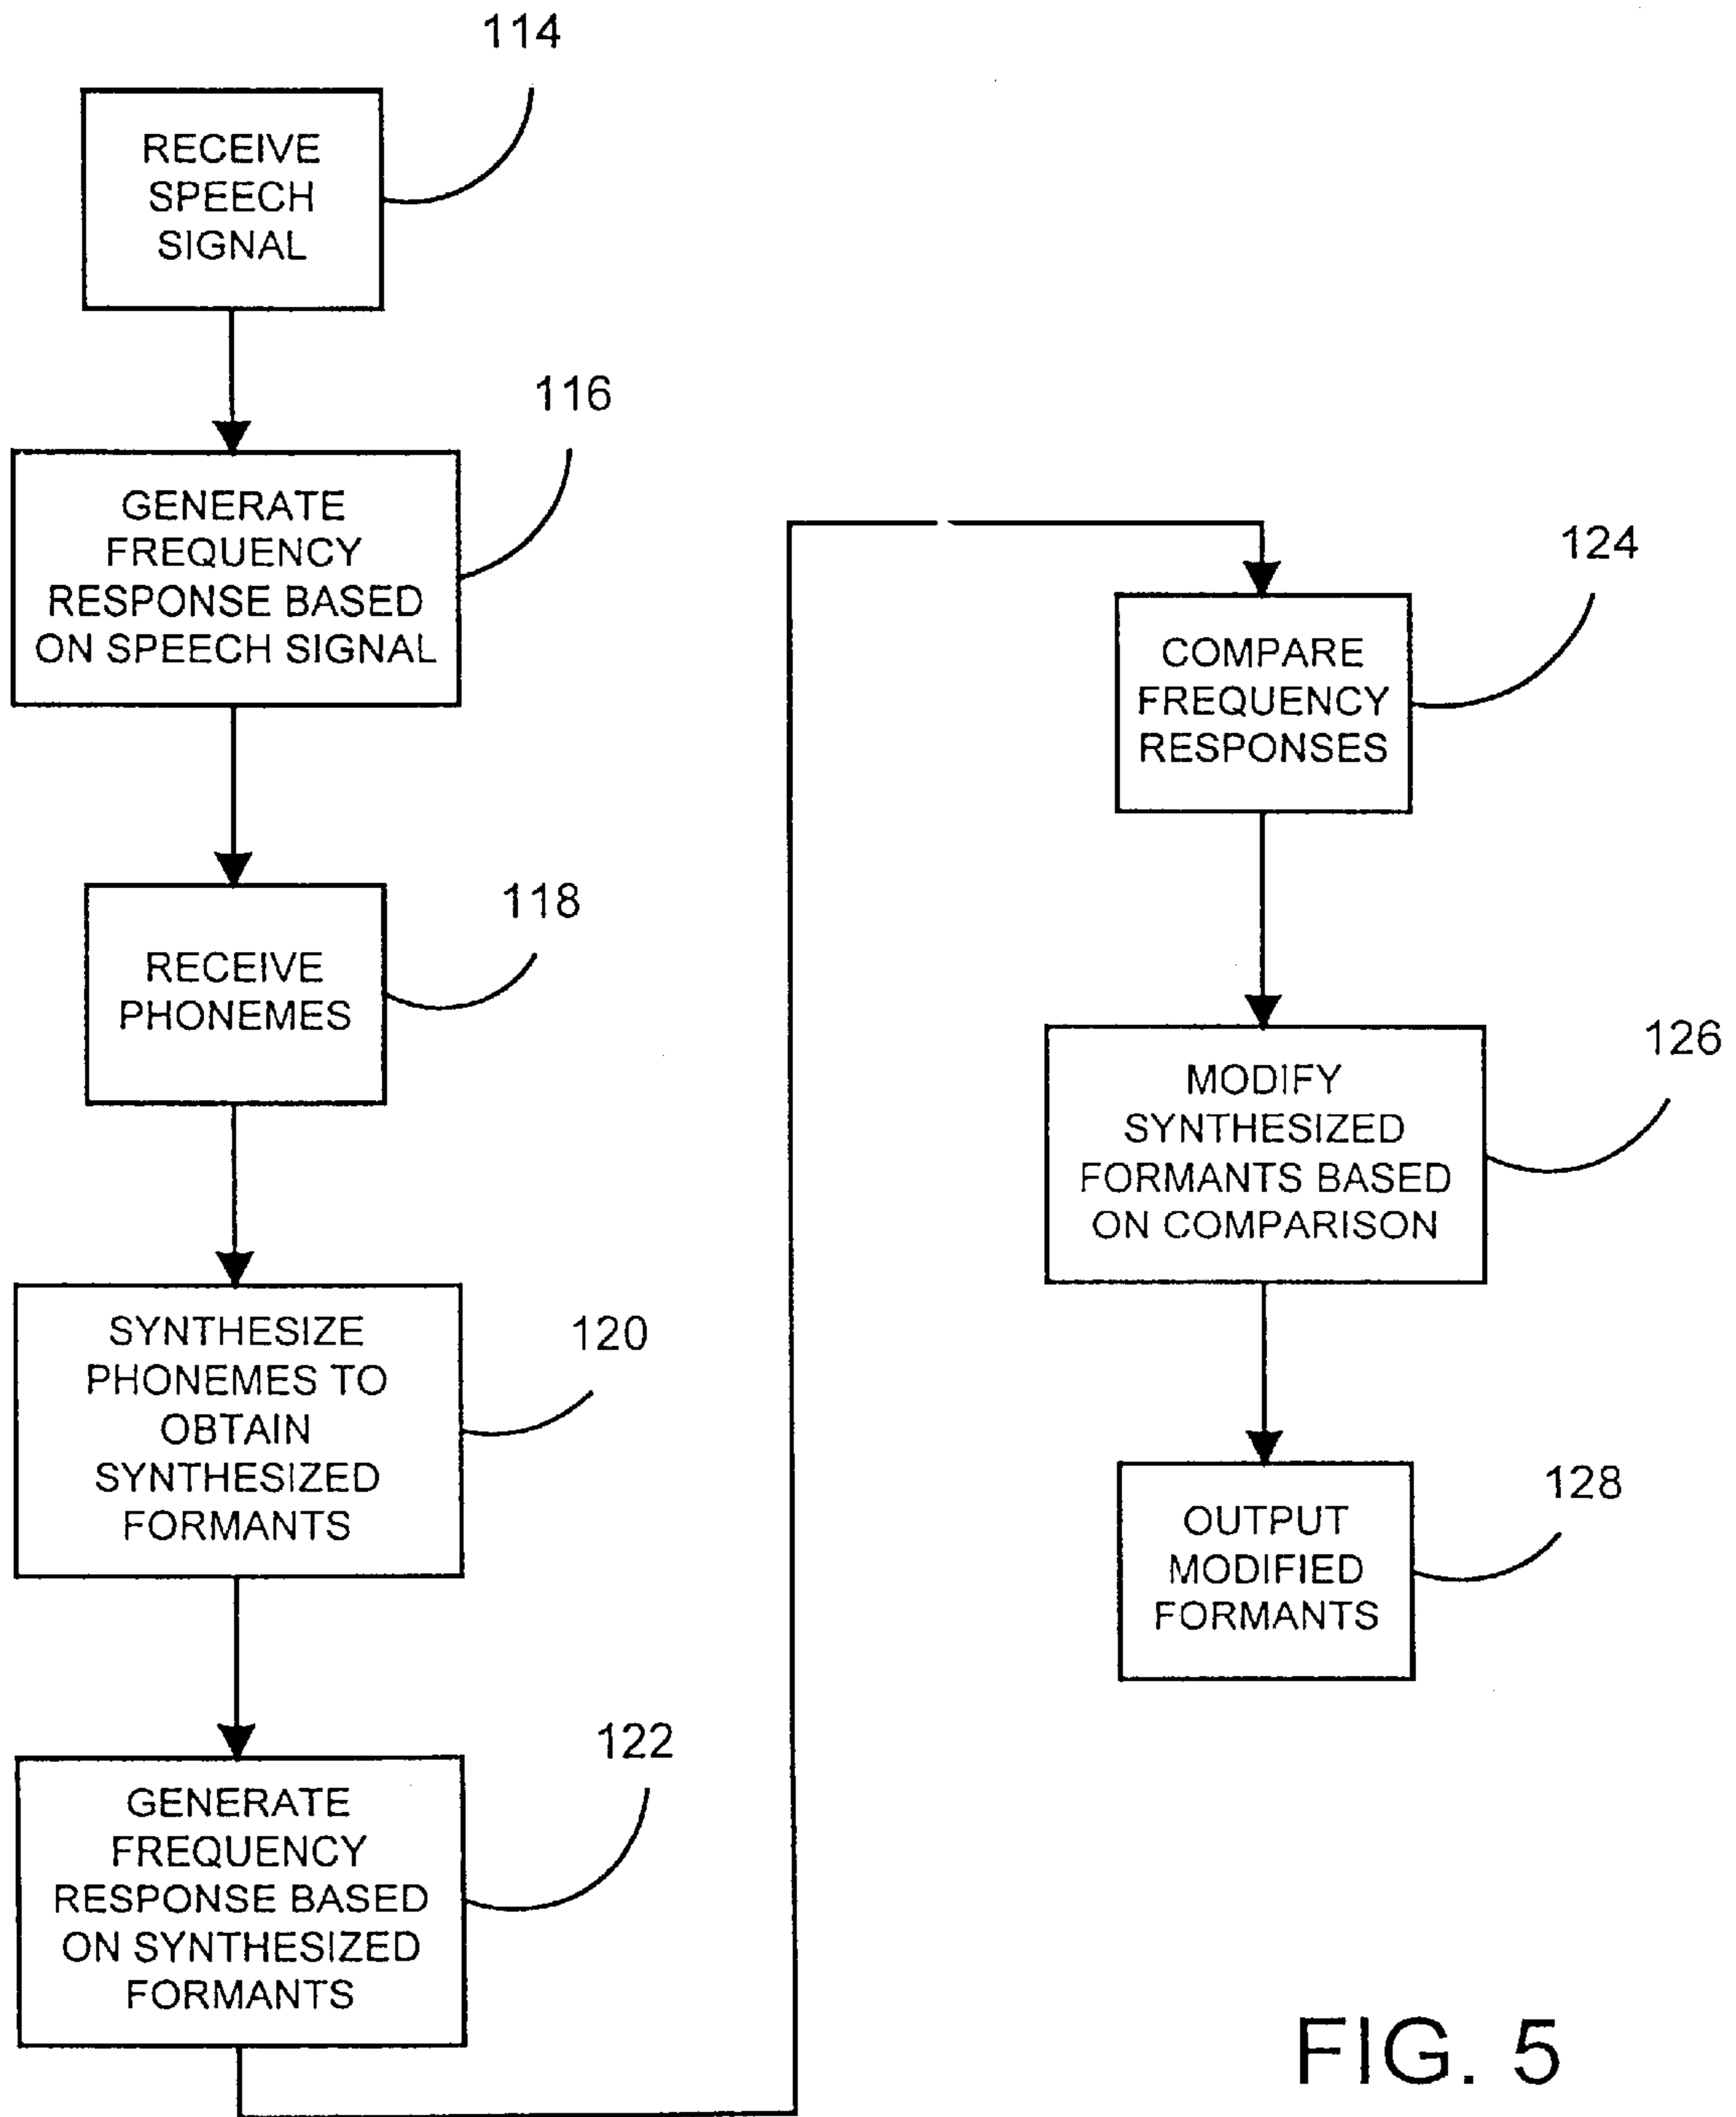 114
RECEIVE
SPEECH
SIGNAL
116
GENERATE
FREQUENCY
RESPONSE BASED
ON SPEECH SIGNAL
118
RECEIVE
PHONEMES
120
SYNTHESIZE
PHONEMES TO
OBTAIN
SYNTHESIZED
FORMANTS
122
GENERATE
FREQUENCY
RESPONSE BASED
ON SYNTHESIZED
FORMANTS
124
COMPARE
FREQUENCY
RESPONSES
126
MODIFY
SYNTHESIZED
FORMANTS BASED
ON COMPARISON
128
OUTPUT
MODIFIED
FORMANTS
FIG. 5